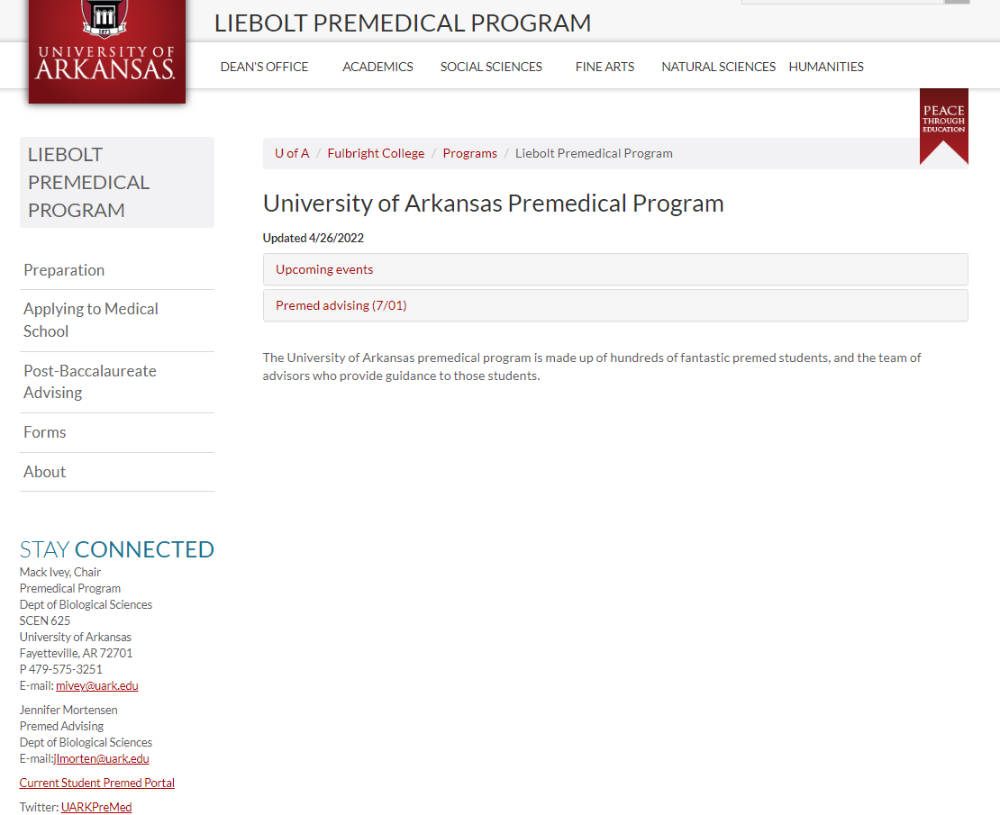 LIEBOLT PREMEDICAL PROGRAM
1871
UNIVERSITY OF
ARKANSAS.
DEAN'S OFFICE ACADEMICS SOCIAL SCIENCES FINE ARTS NATURAL SCIENCES HUMANITIES
PEACE
THROUGH
EDUCATION
LIEBOLT
PREMEDICAL
PROGRAM
Preparation
Applying to Medical
School
Post-Baccalaureate
Advising
Forms
About
STAY CONNECTED
Mack Ivey, Chair
Premedical Program
Dept of Biological Sciences
SCEN 625
University of Arkansas
Fayetteville, AR 72701
P 479-575-3251
E-mail: mivey@uark.edu
Jennifer Mortensen
Premed Advising
Dept of Biological Sciences
E-mail:jlmorten@uark.edu
Current Student Premed Portal
Twitter: UARKPreMed
U of A / Fulbright College / Programs / Liebolt Premedical Program
University of Arkansas Premedical Program
Updated 4/26/2022
Upcoming events
Premed advising (7/01)
The University of Arkansas premedical program is made up of hundreds of fantastic premed students, and the team of
advisors who provide guidance to those students.